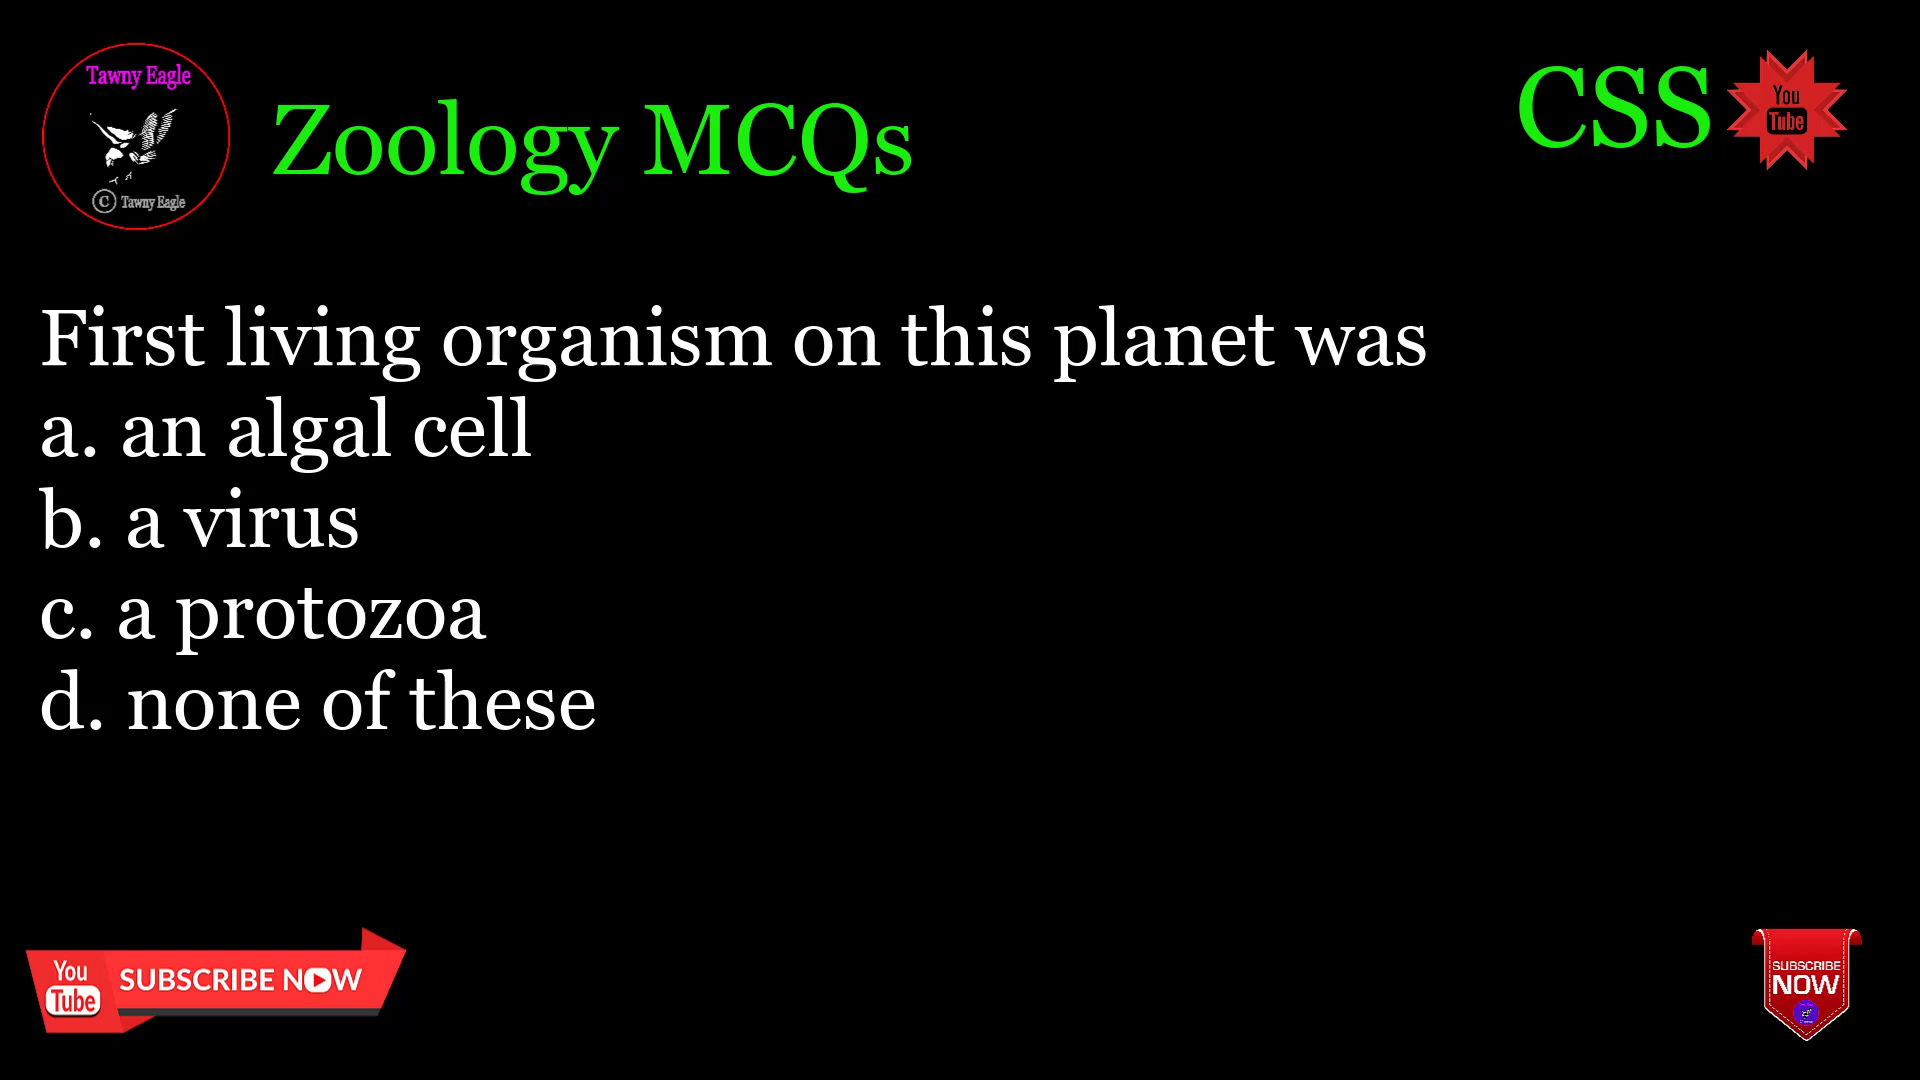 Tawny Eagle
© Tawny Eagle
Zoology MCQs
CSS
You
Tube
First living organism on this planet was
a. an algal cell
b. a virus
c. a protozoa
d. none of these
You
Tube
SUBSCRIBE NOW
SUBSCRIBE
NOW